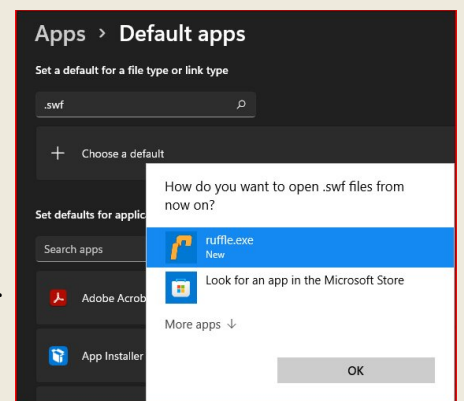 Apps > Default apps
Set a default for a file type or link type
.swf
+ Choose a default
How do you want to open .swf files from
now on?
ruffle.exe
New
Look for an app in the Microsoft Store
More apps ↓
OK
Set defaults for applic
Search apps
Adobe Acrob
App Installer